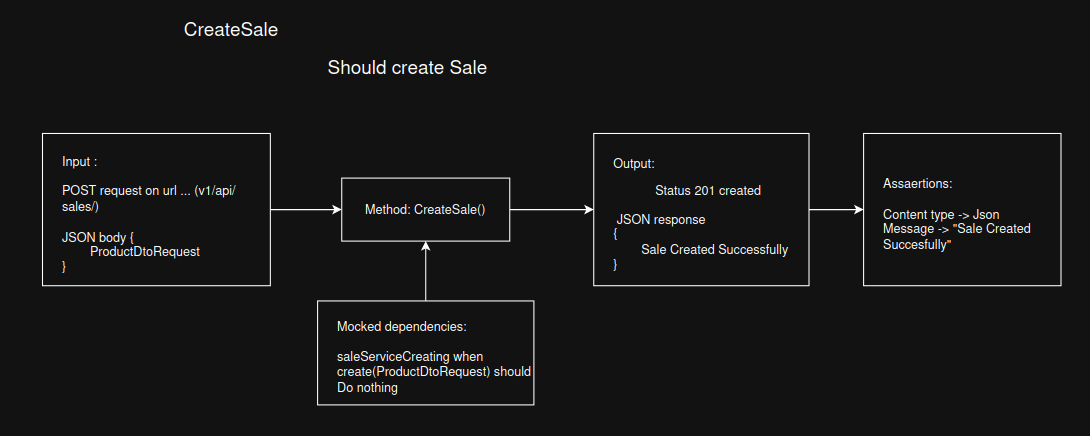 CreateSale
Should create Sale
Input :
POST request on url ... (v1/api/
sales/)
JSON body {
ProductDtoRequest
}
Method: CreateSale()
Mocked dependencies:
saleServiceCreating when
create(ProductDtoRequest) should
Do nothing
Output:
Status 201 created
JSON response
{
Sale Created Successfully
}
Assaertions:
Content type -> Json
Message -> "Sale Created
Succesfully"